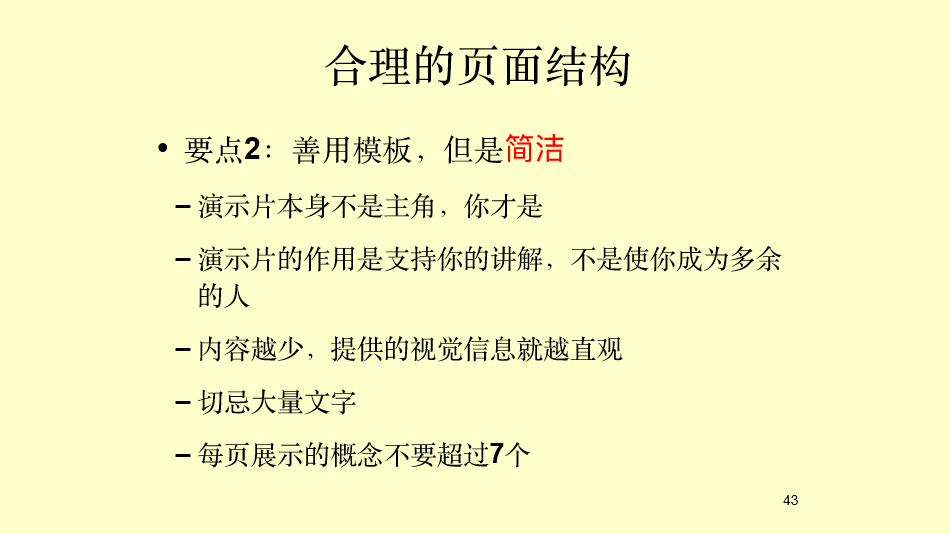 合理的页面结构
• 要点2：善用模板，但是简洁
– 演示片本身不是主角，你才是
– 演示片的作用是支持你的讲解，不是使你成为多余
的人
– 内容越少，提供的视觉信息就越直观
– 切忌大量文字
– 每页展示的概念不要超过7个
43